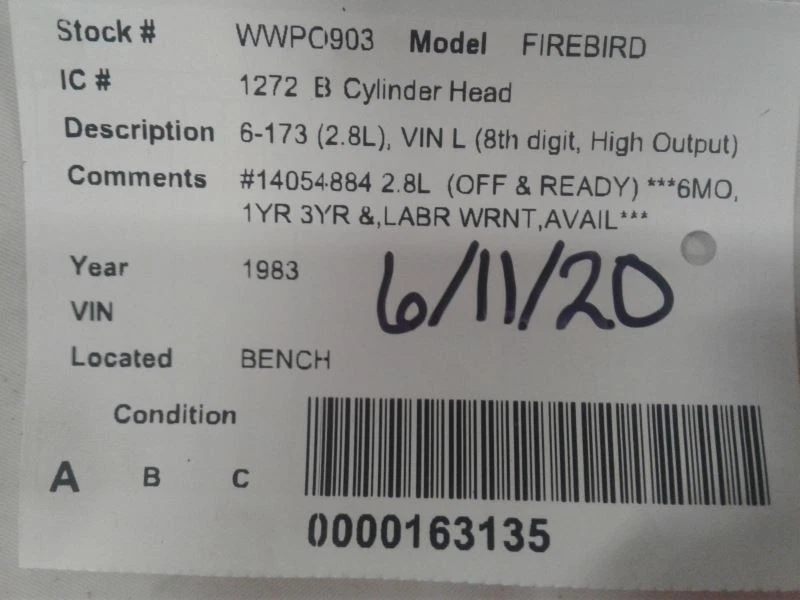 Stock # WWPO903 Model FIREBIRD
IC # 1272 B Cylinder Head
Description 6-173 (2.8L), VIN L (8th digit, High Output)
Comments #14054884 2.8L (OFF & READY) ***6MO,
1YR 3YR &,LABR WRNT,AVAIL***
Year 1983
6/11/20
VIN
Located BENCH
Condition
A B C
0000163135